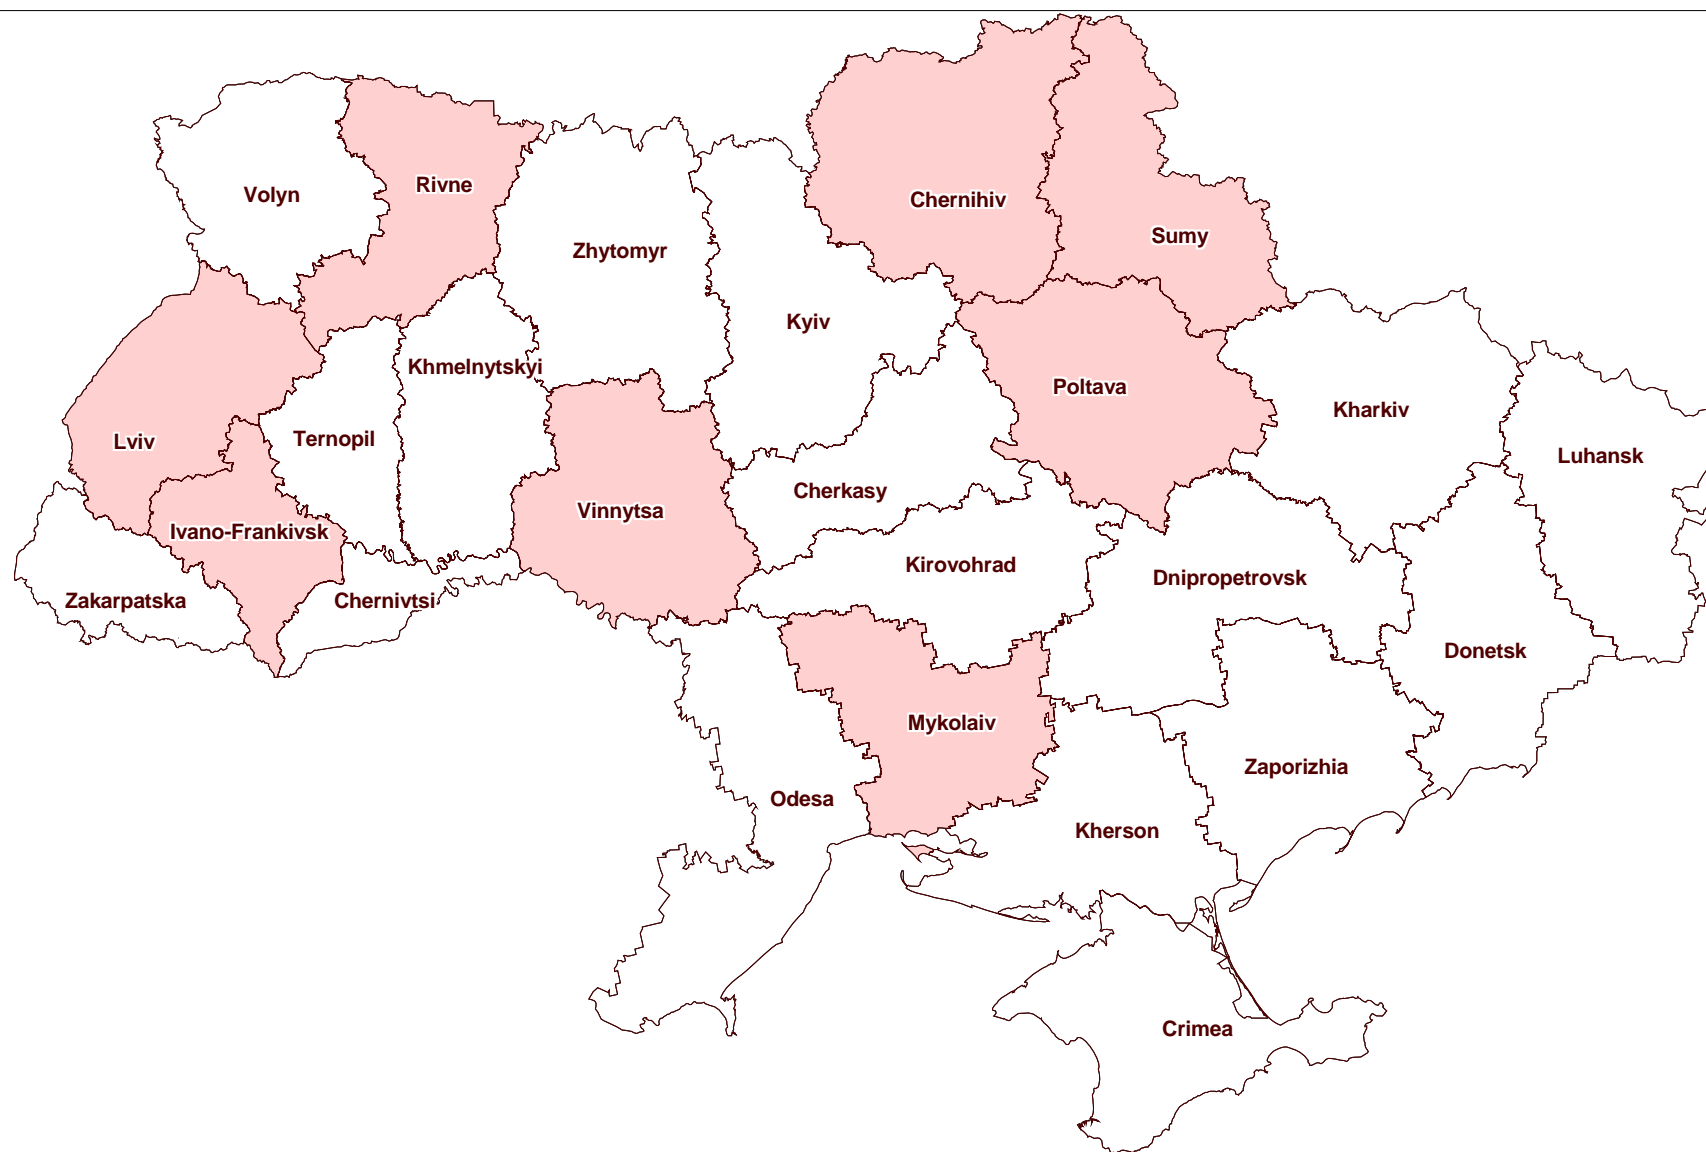 Rivne
Volyn
Chernihiv
Sumy
Zhytomyr
Kyiv
Khmelnytskyi
Poltava
Kharkiv
Lviv
Ternopil
Luhansk
Cherkasy
Vinnytsa
Ivano-Frankivsk
Kirovohrad
Dnipropetrovsk
Zakarpatska
Chernivtsi
Donetsk
Mykolaiv
Zaporizhia
Odesa
Kherson
Crimea